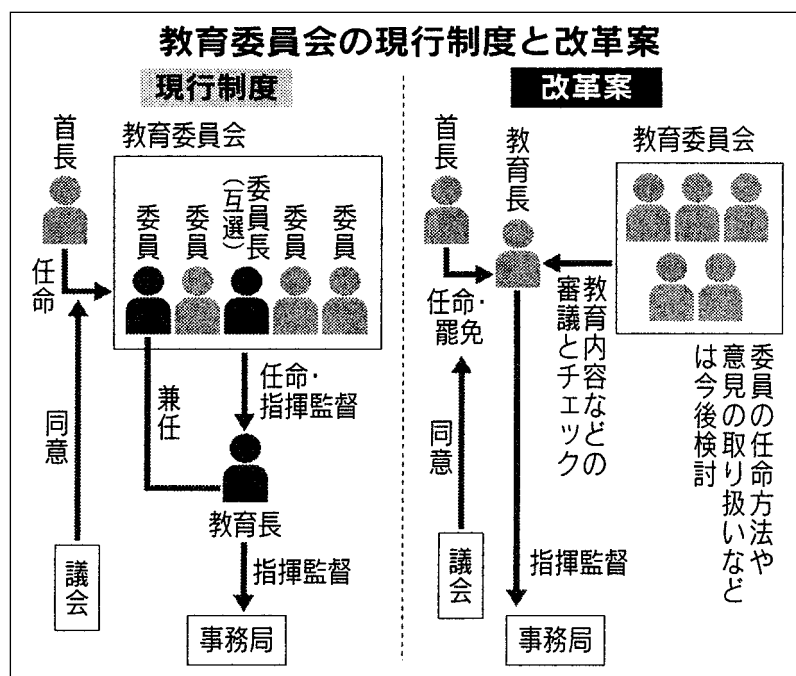 教育委員会の現行制度と改革案
現行制度
首長
教育委員会
委員
委員
委員長
(互選)
委員
委員
任命
同意
議会
兼任
任命・
指揮監督
教育長
指揮監督
事務局
改革案
首長
教育長
教育委員会
任命・
罷免
同意
議会
教育内容などの
審議とチェック
委員の任命方法や
意見の取り扱いなど
は今後検討
指揮監督
事務局